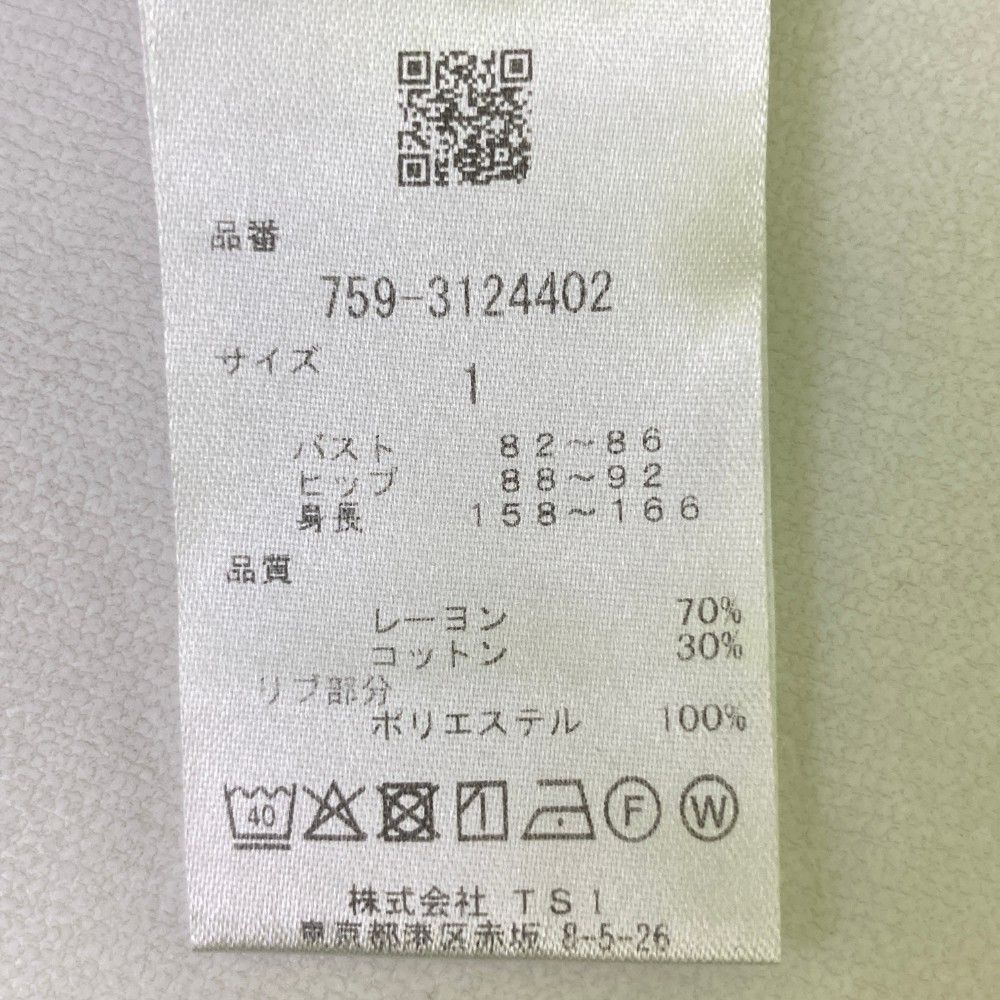 品番
759-3124402
サイズ
1
バスト 82～86
ヒップ 88～92
身長 158～166
品質
レーヨン 70%
コットン 30%
リブ部分
ポリエステル 100%
40 1 F W
株式会社 TSI
東京都港区赤坂 8-5-26